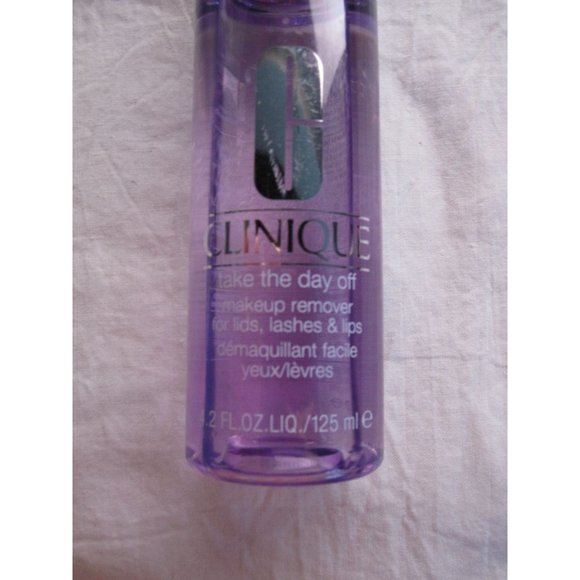 CLINIQUE
take the day off
makeup remover
for lids, lashes & lips
démaquillant facile
yeux/lèvres
4.2 FL.OZ.LIQ./125 ml e